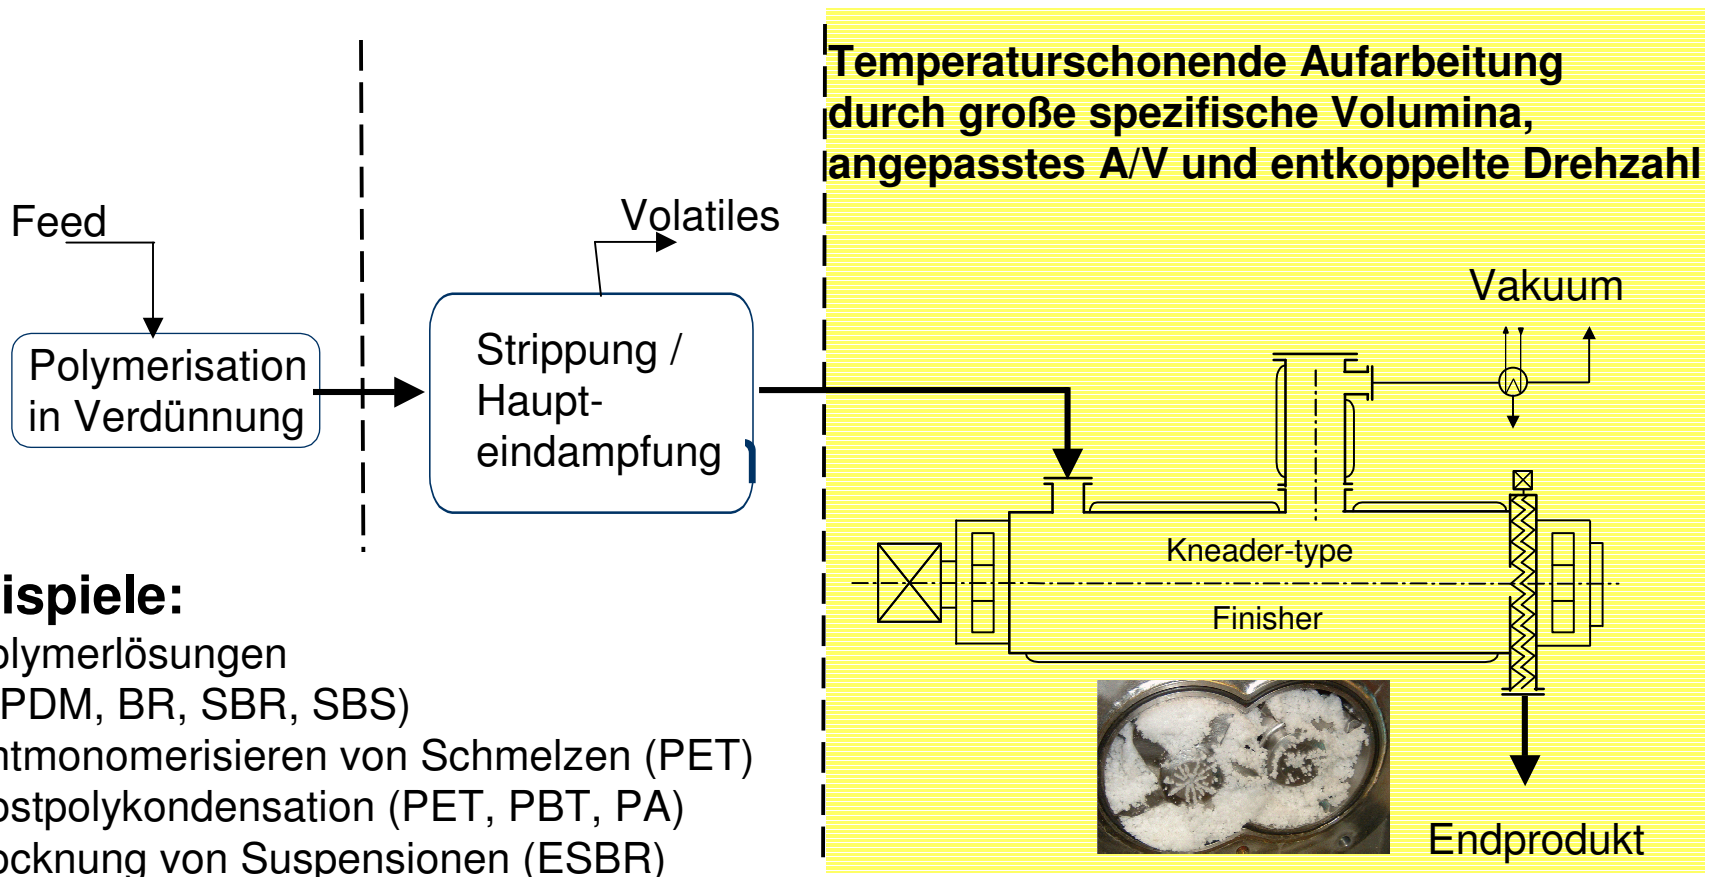 Temperaturschonende Aufarbeitung
durch große spezifische Volumina,
angepasstes A/V und entkoppelte Drehzahl
Feed
Volatiles
Vakuum
Polymerisation
in Verdünnung
Strippung /
Haupt-
eindampfung
Kneader-type
Finisher
ispiele:
olymerlösungen
PDM, BR, SBR, SBS)
ntmonomerisieren von Schmelzen (PET)
ostpolykondensation (PET, PBT, PA)
ocknung von Suspensionen (ESBR)
Endprodukt